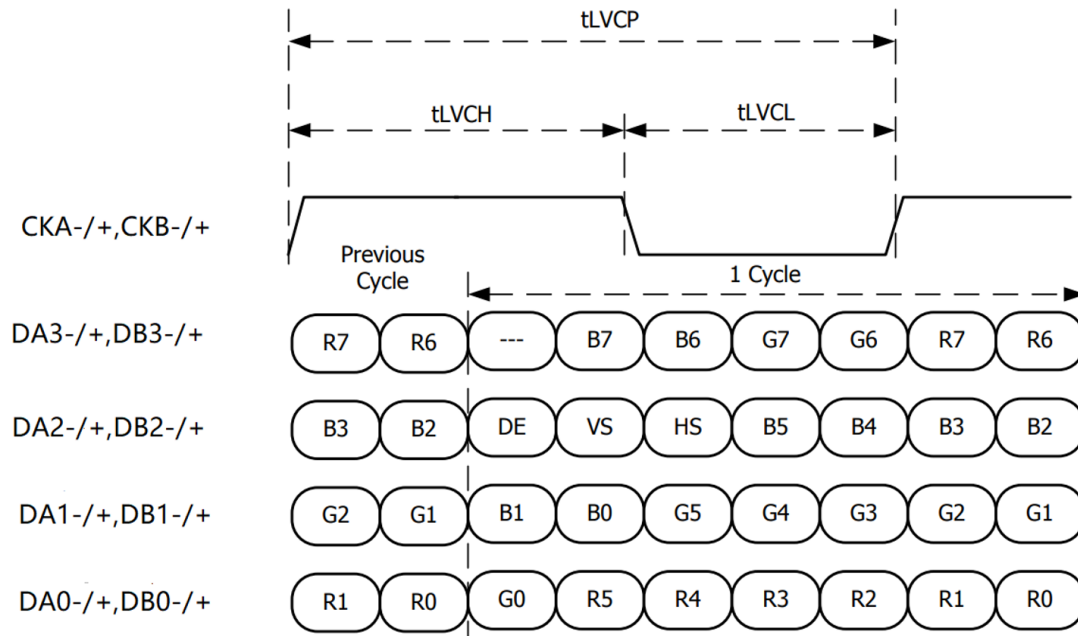 tLVCP
tLVCH
tLVCL
CKA-/+,CKB-/+
Previous
Cycle
1 Cycle
DA3-/+,DB3-/+ R7 R6 --- B7 B6 G7 G6 R7 R6
DA2-/+,DB2-/+ B3 B2 DE VS HS B5 B4 B3 B2
DA1-/+,DB1-/+ G2 G1 B1 B0 G5 G4 G3 G2 G1
DA0-/+,DB0-/+ R1 R0 G0 R5 R4 R3 R2 R1 R0